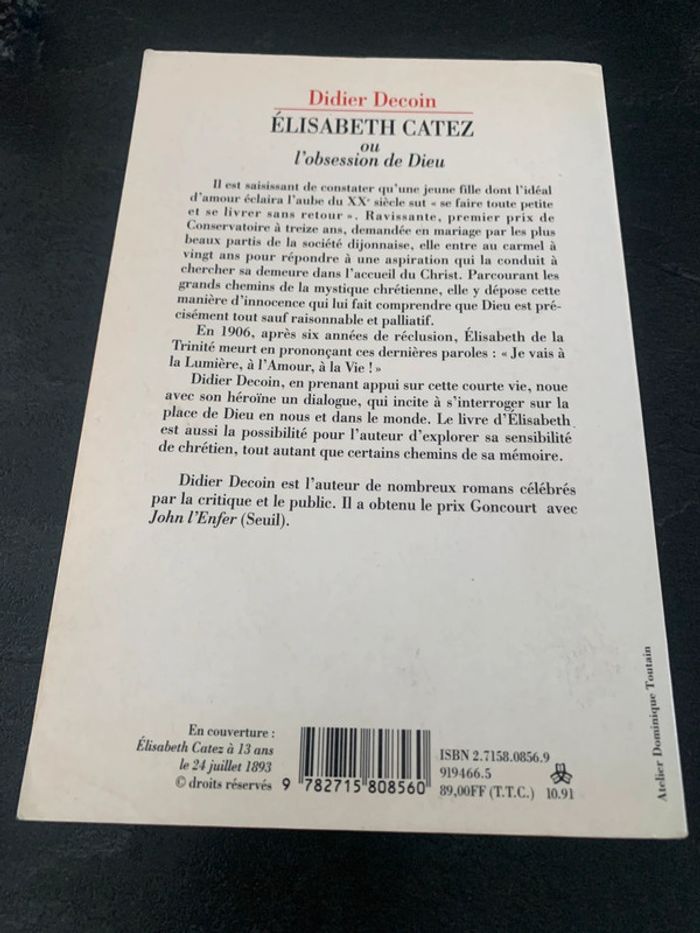 Didier Decoin
ÉLISABETH CATEZ
ou
l'obsession de Dieu
Il est saisissant de constater qu'une jeune fille dont l'idéal
d'amour éclaira l'aube du XXe siècle sut « se faire toute petite
et se livrer sans retour ». Ravissante, premier prix de
Conservatoire à treize ans, demandée en mariage par les plus
beaux partis de la société dijonnaise, elle entre au carmel à
vingt ans pour répondre à une aspiration qui la conduit à
chercher sa demeure dans l'accueil du Christ. Parcourant les
grands chemins de la mystique chrétienne, elle y dépose cette
manière d'innocence qui lui fait comprendre que Dieu est pré-
cisément tout sauf raisonnable et palliatif.
En 1906, après six années de réclusion, Élisabeth de la
Trinité meurt en prononçant ces dernières paroles : « Je vais à
la Lumière, à l'Amour, à la Vie ! »
Didier Decoin, en prenant appui sur cette courte vie, noue
avec son héroïne un dialogue, qui incite à s'interroger sur la
place de Dieu en nous et dans le monde. Le livre d'Élisabeth
est aussi la possibilité pour l'auteur d'explorer sa sensibilité
de chrétien, tout autant que certains chemins de sa mémoire.
Didier Decoin est l'auteur de nombreux romans célébrés
par la critique et le public. Il a obtenu le prix Goncourt avec
John l'Enfer (Seuil).
En couverture :
Élisabeth Catez à 13 ans
le 24 juillet 1893
© droits réservés
9 782715 808560
ISBN 2.7158.0856.9
919466.5
89,00FF (T.T.C.) 10.91
Atelier Dominique Toutain